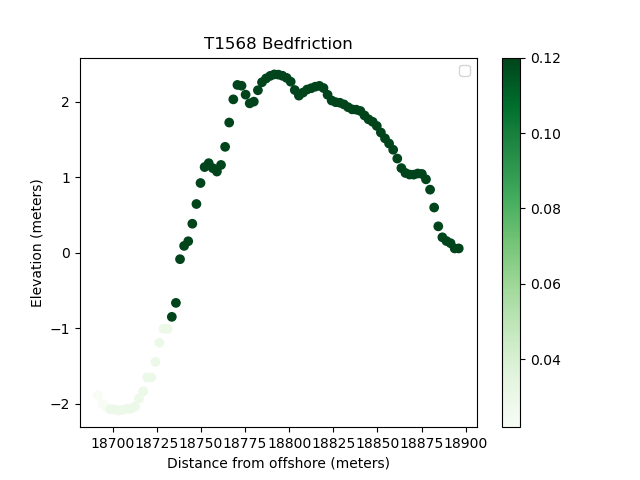 T1568 Bedfriction
Elevation (meters)
2
1
0
−1
−2
18700 18725 18750 18775 18800 18825 18850 18875 18900
Distance from offshore (meters)
0.12
0.10
0.08
0.06
0.04